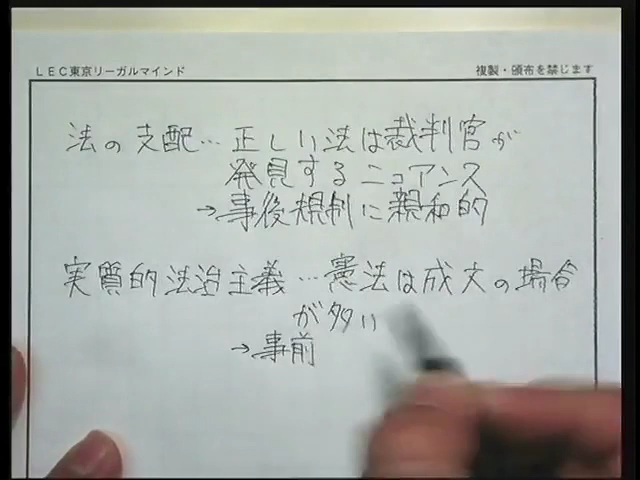 LEC東京リーガルマインド
複製・頒布を禁じます
法の支配…正しい法は裁判官が
発見するニュアンス
→事後規制に親和的
実質的法治主義…憲法は成文の場合
が多い
→事前